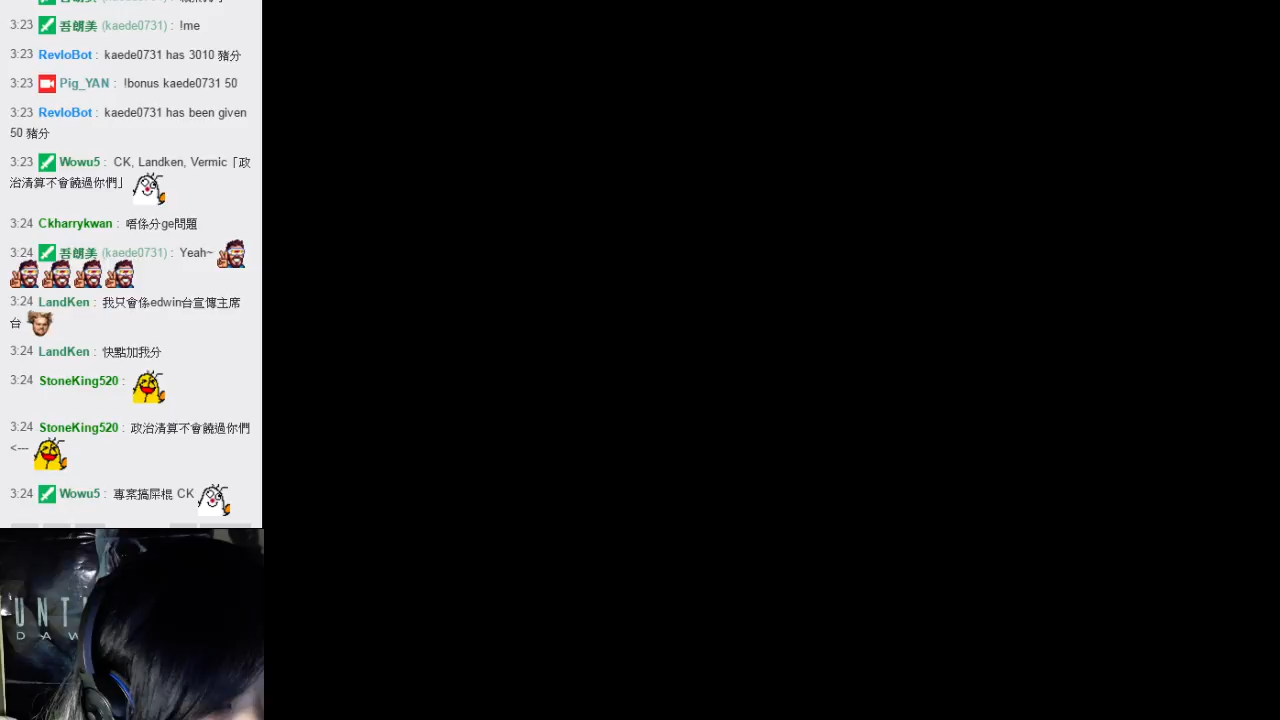 3:23 吾朗美 (kaede0731) : !me
3:23 RevloBot : kaede0731 has 3010 豬分
3:23 Pig_YAN : !bonus kaede0731 50
3:23 RevloBot : kaede0731 has been given
50 豬分
3:23 Wowu5 : CK, Landken, Vermic「政
治清算不會饒過你們」
3:24 Ckharrykwan : 唔係分ge問題
3:24 吾朗美 (kaede0731) : Yeah~
3:24 LandKen : 我只會係edwin台宣傳主席
台
3:24 LandKen : 快點加我分
3:24 StoneKing520 :
3:24 StoneKing520 : 政治清算不會饒過你們
<---
3:24 Wowu5 : 專業搞屎棍 CK
UNT
DAW